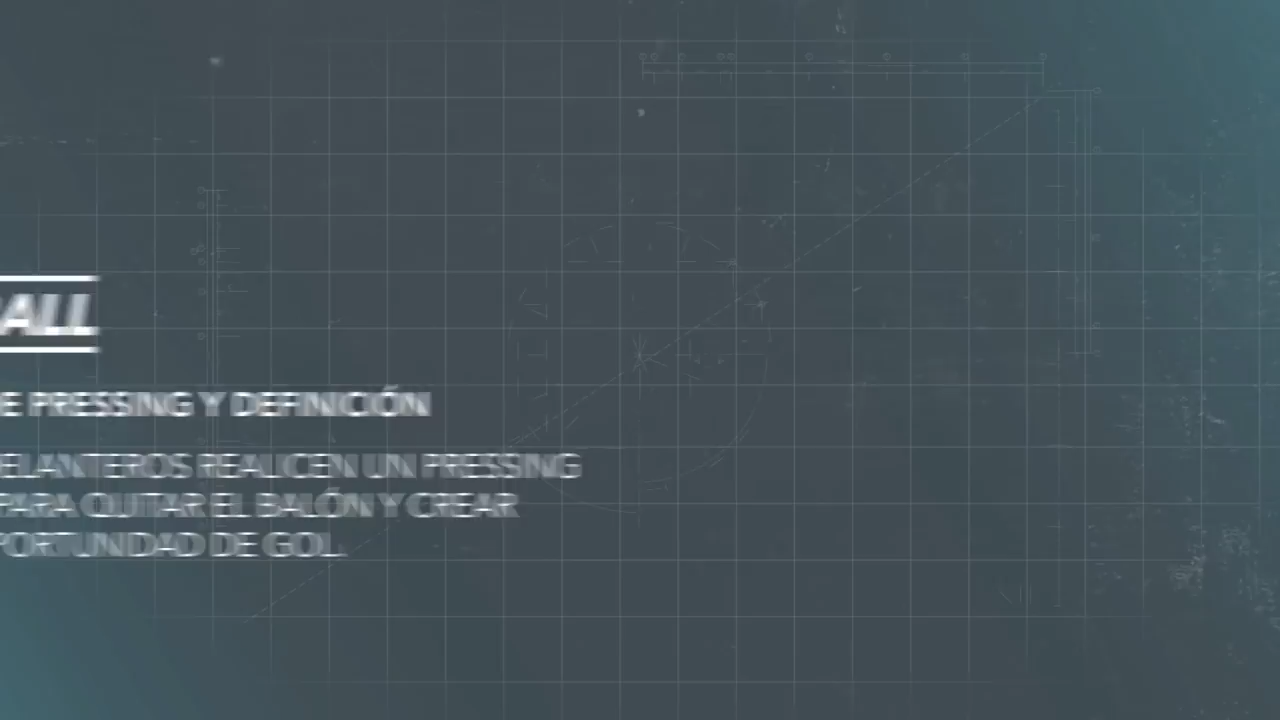 ALL
E PRESSING Y DEFINICIÓN
ELANTEROS REALICEN UN PRESSING
PARA QUITAR EL BALÓN Y CREAR
PORTUNIDAD DE GOL.